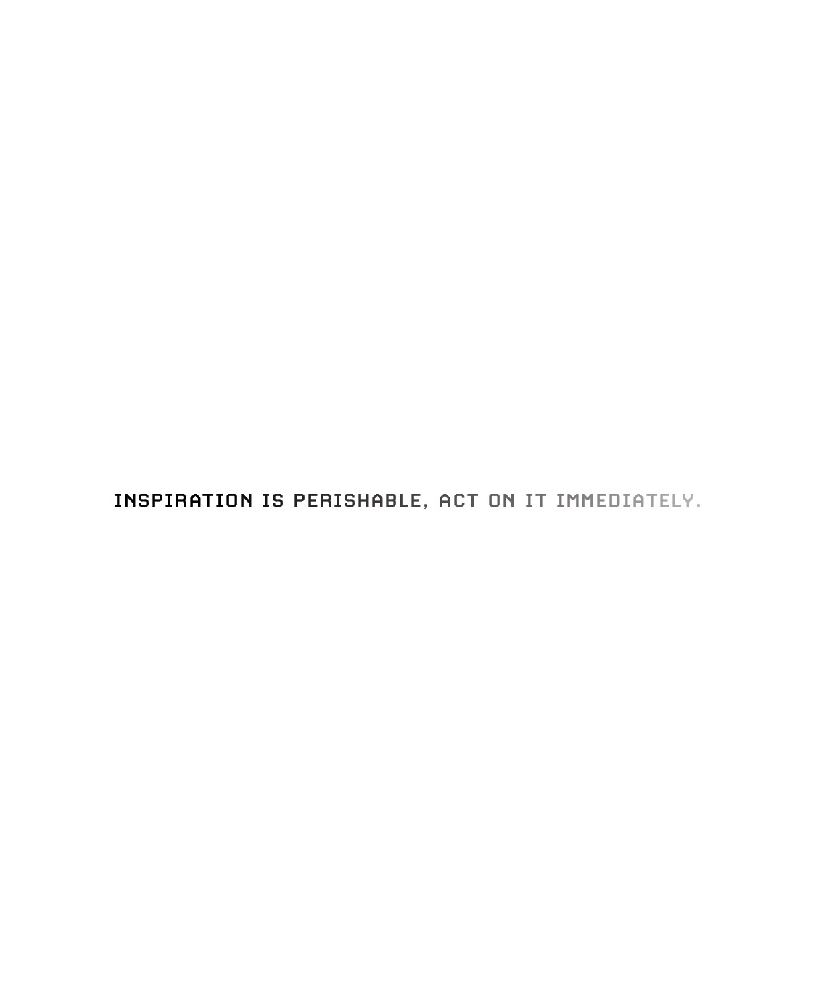 INSPIRATION IS PERISHABLE, ACT ON IT IMMEDIATELY.